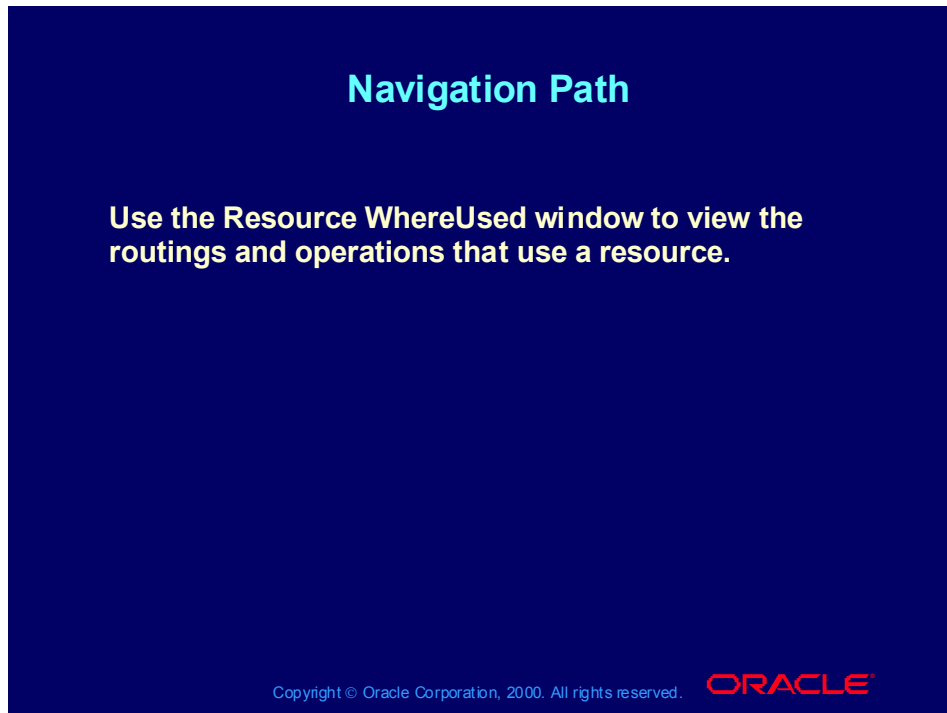 Navigation Path
Use the Resource WhereUsed window to view the
routings and operations that use a resource.
Copyright © Oracle Corporation, 2000. All rights reserved.
ORACLE®